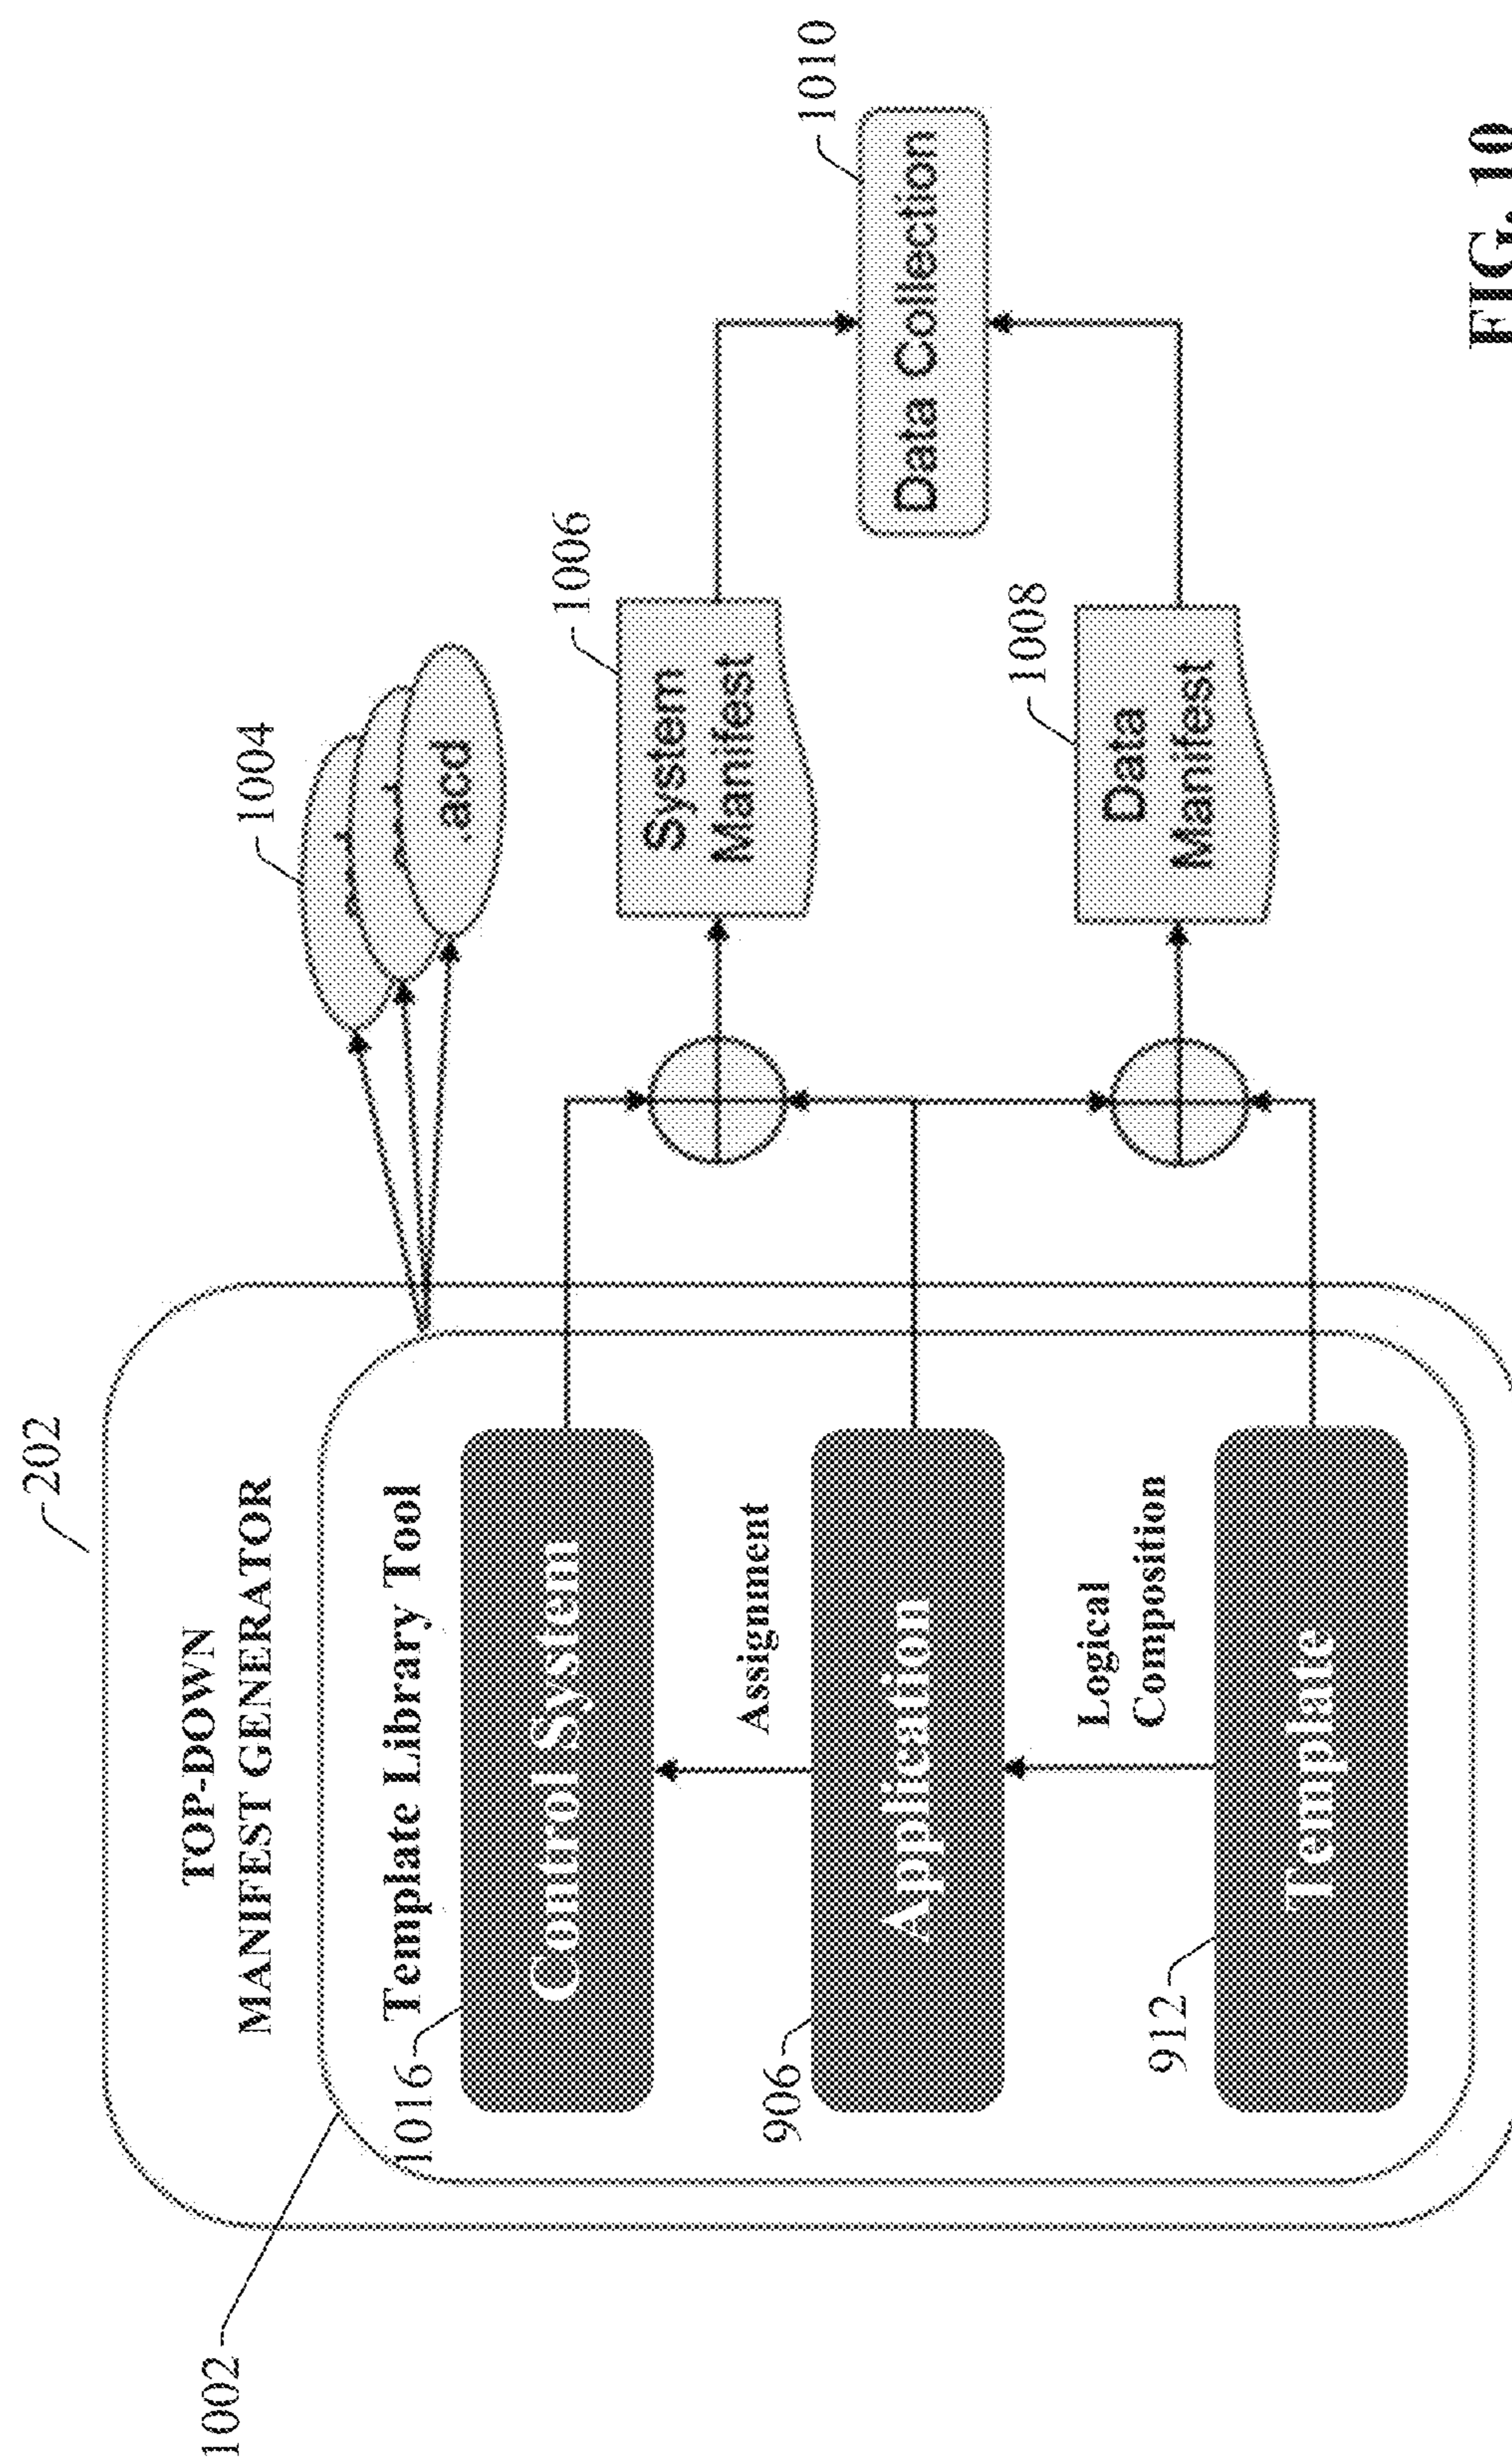 202
TOP-DOWN
MANIFEST GENERATOR
1002
Template Library Tool
1016
Control System
Assignment
906
Application
Logical
Composition
912
Template
1004
.acd
1006
System
Manifest
1008
Data
Manifest
1010
Data Collection
FIG. 10